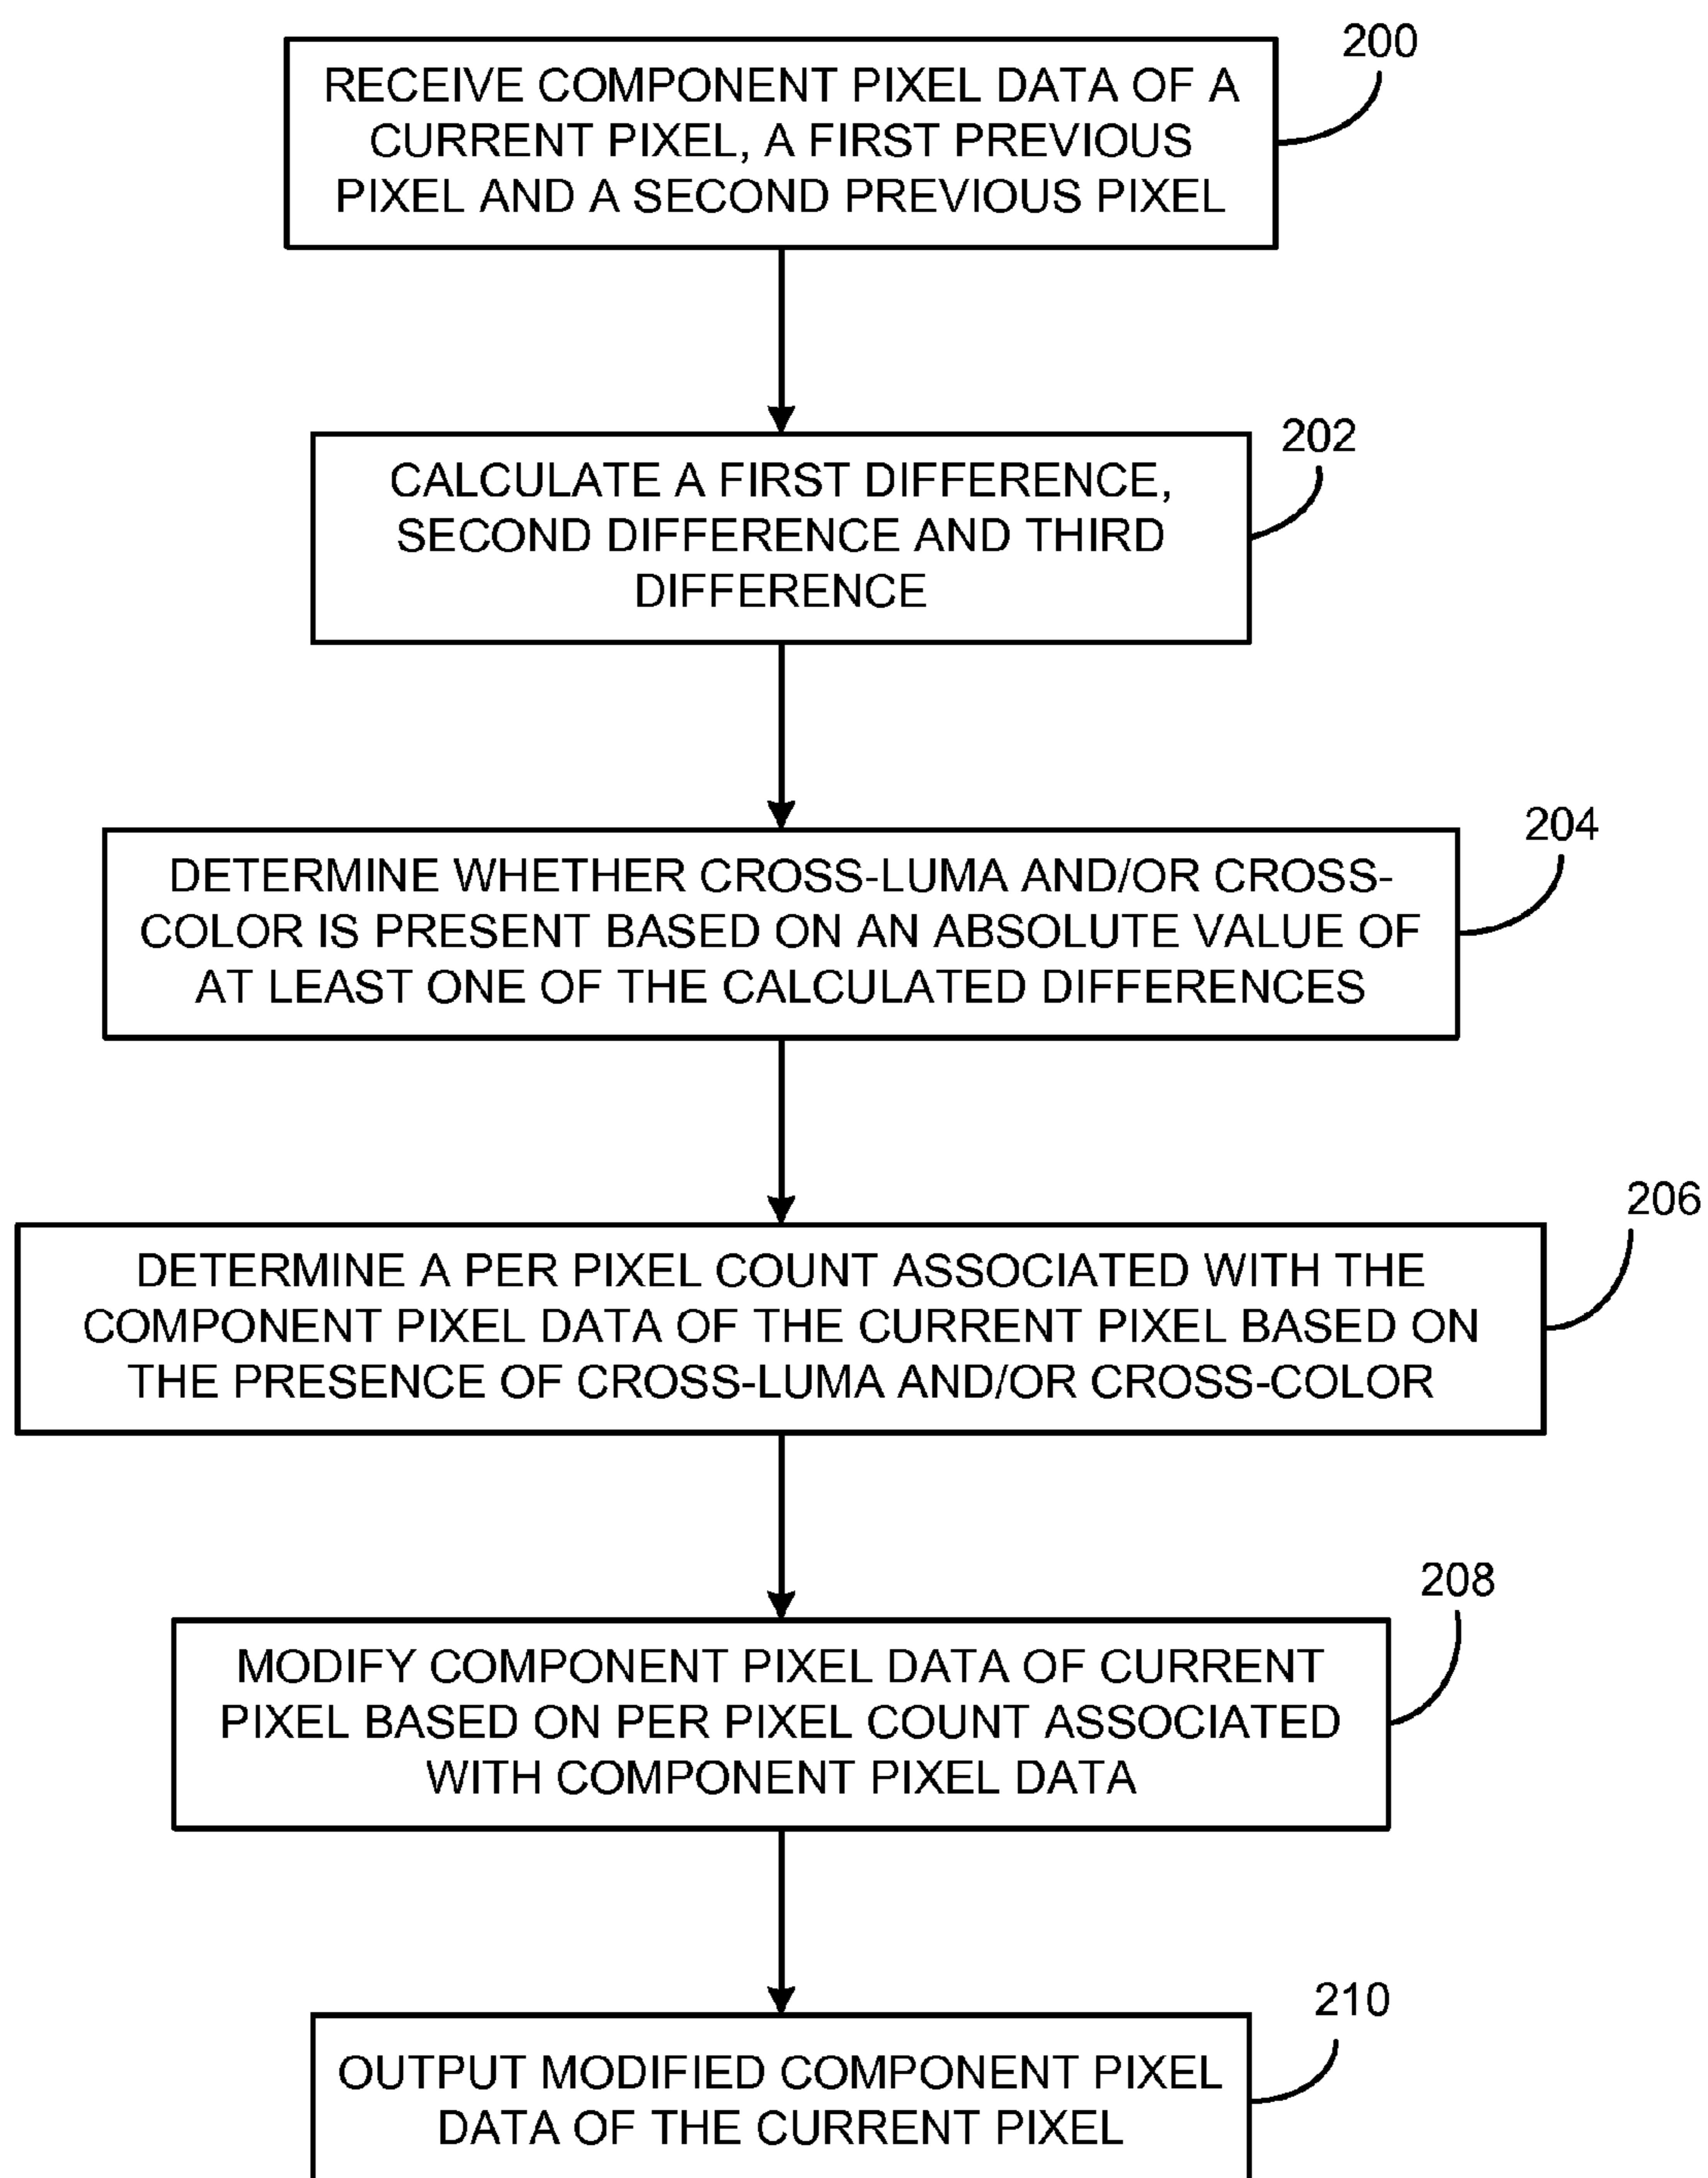 200
RECEIVE COMPONENT PIXEL DATA OF A
CURRENT PIXEL, A FIRST PREVIOUS
PIXEL AND A SECOND PREVIOUS PIXEL
202
CALCULATE A FIRST DIFFERENCE,
SECOND DIFFERENCE AND THIRD
DIFFERENCE
204
DETERMINE WHETHER CROSS-LUMA AND/OR CROSS-
COLOR IS PRESENT BASED ON AN ABSOLUTE VALUE OF
AT LEAST ONE OF THE CALCULATED DIFFERENCES
206
DETERMINE A PER PIXEL COUNT ASSOCIATED WITH THE
COMPONENT PIXEL DATA OF THE CURRENT PIXEL BASED ON
THE PRESENCE OF CROSS-LUMA AND/OR CROSS-COLOR
208
MODIFY COMPONENT PIXEL DATA OF CURRENT
PIXEL BASED ON PER PIXEL COUNT ASSOCIATED
WITH COMPONENT PIXEL DATA
210
OUTPUT MODIFIED COMPONENT PIXEL
DATA OF THE CURRENT PIXEL